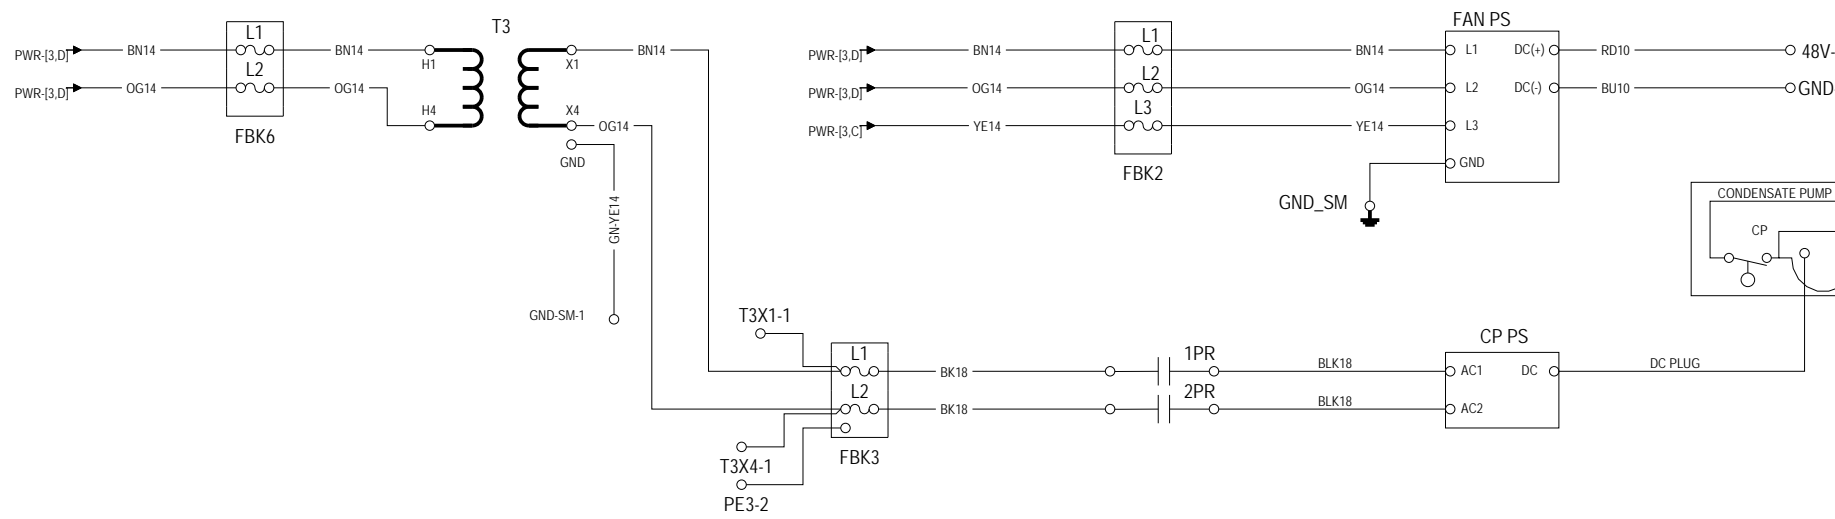 T3
FAN PS
L1
PWR-[3,D]
BN14
BN14
H1
X1
BN14
L2
PWR-[3,D]
OG14
OG14
H4
X4
OG14
FBK6
GND
GN-YE14
GND-SM-1
L1
PWR-[3,D]
BN14
BN14
L1
DC(+)
RD10
48V-
L2
PWR-[3,D]
OG14
OG14
L2
DC(-)
BU10
GND
L3
PWR-[3,C]
YE14
YE14
L3
GND
FBK2
GND_SM
CONDENSATE PUMP
CP
T3X1-1
CP PS
L1
BK18
1PR
BLK18
AC1
DC
DC PLUG
L2
BK18
2PR
BLK18
AC2
FBK3
T3X4-1
PE3-2